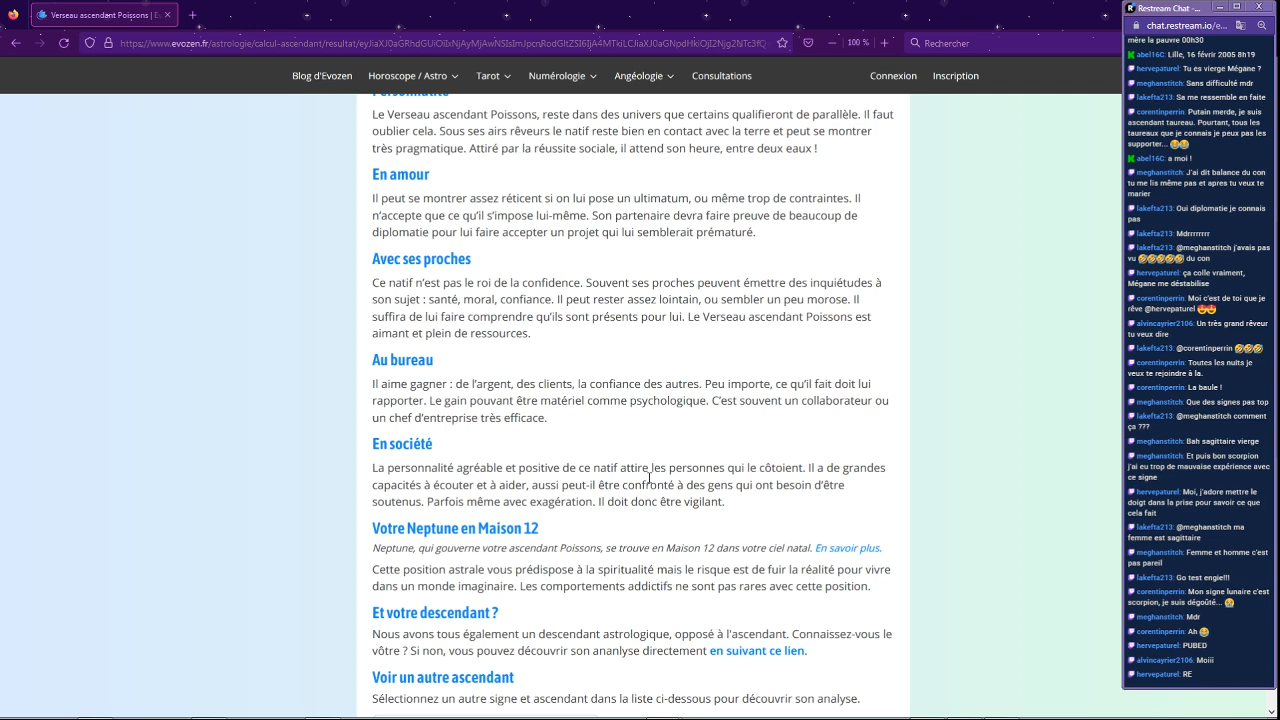 Verseau ascendant Poissons | E
100 %
Rechercher
Blog d'Evozen
Horoscope / Astro
Tarot
Numérologie
Angéologie
Consultations
Connexion
Inscription
Personnalité
Le Verseau ascendant Poissons, reste dans des univers que certains qualifieront de parallèle. Il faut
oublier cela. Sous ses airs rêveurs le natif reste bien en contact avec la terre et peut se montrer
très pragmatique. Attiré par la réussite sociale, il attend son heure, entre deux eaux !
En amour
Il peut se montrer assez réticent si on lui pose un ultimatum, ou même trop de contraintes. Il
n'accepte que ce qu'il s'impose lui-même. Son partenaire devra faire preuve de beaucoup de
diplomatie pour lui faire accepter un projet qui lui semblerait prématuré.
Avec ses proches
Ce natif n'est pas le roi de la confidence. Souvent ses proches peuvent émettre des inquiétudes à
son sujet : santé, moral, confiance. Il peut rester assez lointain, ou sembler un peu morose. Il
suffira de lui faire comprendre qu'ils sont présents pour lui. Le Verseau ascendant Poissons est
aimant et plein de ressources.
Au bureau
Il aime gagner : de l'argent, des clients, la confiance des autres. Peu importe, ce qu'il fait doit lui
rapporter. Le gain pouvant être matériel comme psychologique. C'est souvent un collaborateur ou
un chef d'entreprise très efficace.
En société
La personnalité agréable et positive de ce natif attire les personnes qui le côtoient. Il a de grandes
capacités à écouter et à aider, aussi peut-il être confronté à des gens qui ont besoin d'être
soutenus. Parfois même avec exagération. Il doit donc être vigilant.
Votre Neptune en Maison 12
Neptune, qui gouverne votre ascendant Poissons, se trouve en Maison 12 dans votre ciel natal. En savoir plus.
Cette position astrale vous prédispose à la spiritualité mais le risque est de fuir la réalité pour vivre
dans un monde imaginaire. Les comportements addictifs ne sont pas rares avec cette position.
Et votre descendant ?
Nous avons tous également un descendant astrologique, opposé à l'ascendant. Connaissez-vous le
vôtre ? Si non, vous pouvez découvrir son ananlyse directement en suivant ce lien.
Voir un autre ascendant
Sélectionnez un autre signe et ascendant dans la liste ci-dessous pour découvrir son analyse.
Restream Chat -...
chat.restream.io/e...
mère la pauvre 00h30
abel16C: Lille, 16 févrir 2005 8h19
hervepaturel: Tu es vierge Mégane ?
meghanstitch: Sans difficulté mdr
lakefta213: Sa me ressemble en faite
corentinperrin: Putain merde, je suis
ascendant taureau. Pourtant, tous les
taureaux que je connais je peux pas les
supporter... 😂😂
abel16C: a moi !
meghanstitch: J'ai dit balance du con
tu me lis même pas et apres tu veux te
marier
lakefta213: Oui diplomatie je connais
pas
lakefta213: Mdrrrrrrrr
lakefta213: @meghanstitch j'avais pas
vu 🤣🤣🤣🤣🤣 du con
hervepaturel: ça colle vraiment,
Mégane me déstabilise
corentinperrin: Moi c'est de toi que je
rêve @hervepaturel 😍😍
alvincayrier2106: Un très grand rêveur
tu veux dire
lakefta213: @corentinperrin 🤣🤣🤣
corentinperrin: Toutes les nuits je
veux te rejoindre à la.
corentinperrin: La baule !
meghanstitch: Que des signes pas top
lakefta213: @meghanstitch comment
ça ???
meghanstitch: Bah sagittaire vierge
meghanstitch: Et puis bon scorpion
j'ai eu trop de mauvaise expérience avec
ce signe
hervepaturel: Moi, j'adore mettre le
doigt dans la prise pour savoir ce que
cela fait
lakefta213: @meghanstitch ma
femme est sagittaire
meghanstitch: Femme et homme c'est
pas pareil
lakefta213: Go test engie!!!
corentinperrin: Mon signe lunaire c'est
scorpion, je suis dégoûté... 😂
meghanstitch: Mdr
corentinperrin: Ah 😂
hervepaturel: PUBED
alvincayrier2106: Moiii
hervepaturel: RE